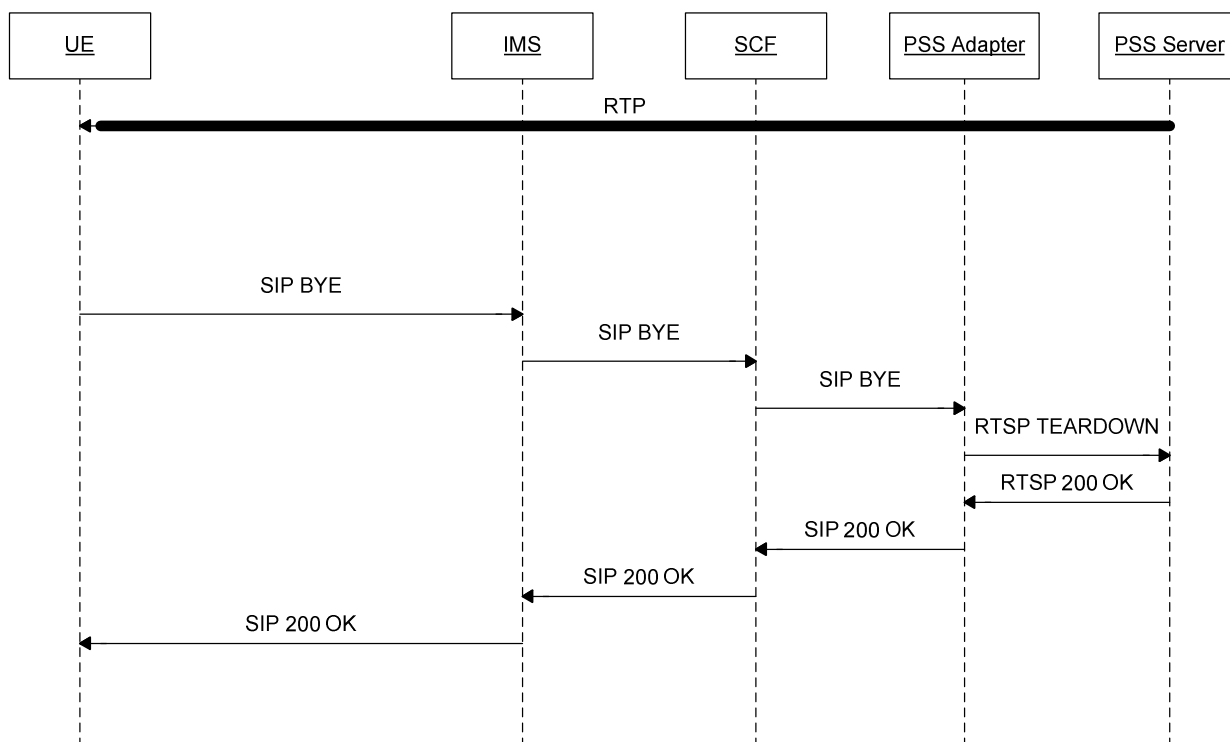 UE
IMS
SCF
PSS Adapter
PSS Server
RTP
SIP BYE
SIP BYE
SIP BYE
RTSP TEARDOWN
RTSP 200 OK
SIP 200 OK
SIP 200 OK
SIP 200 OK